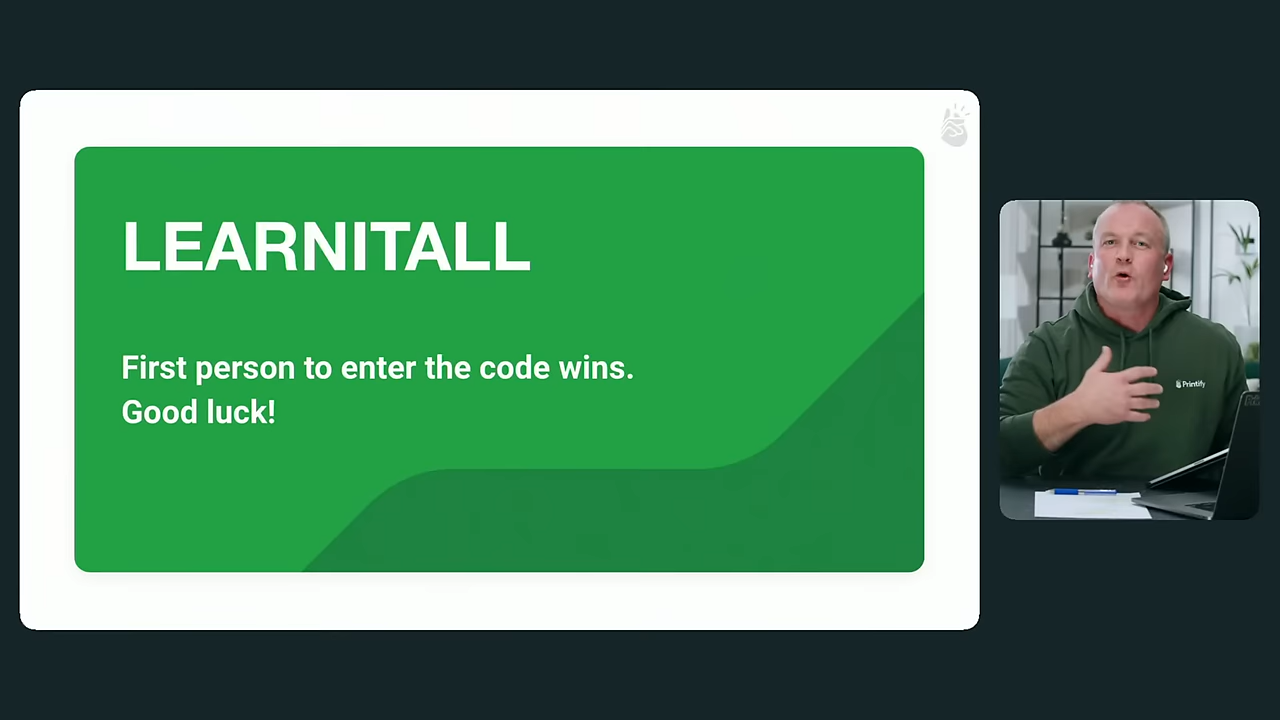 LEARNITALL
First person to enter the code wins.
Good luck!
Printify